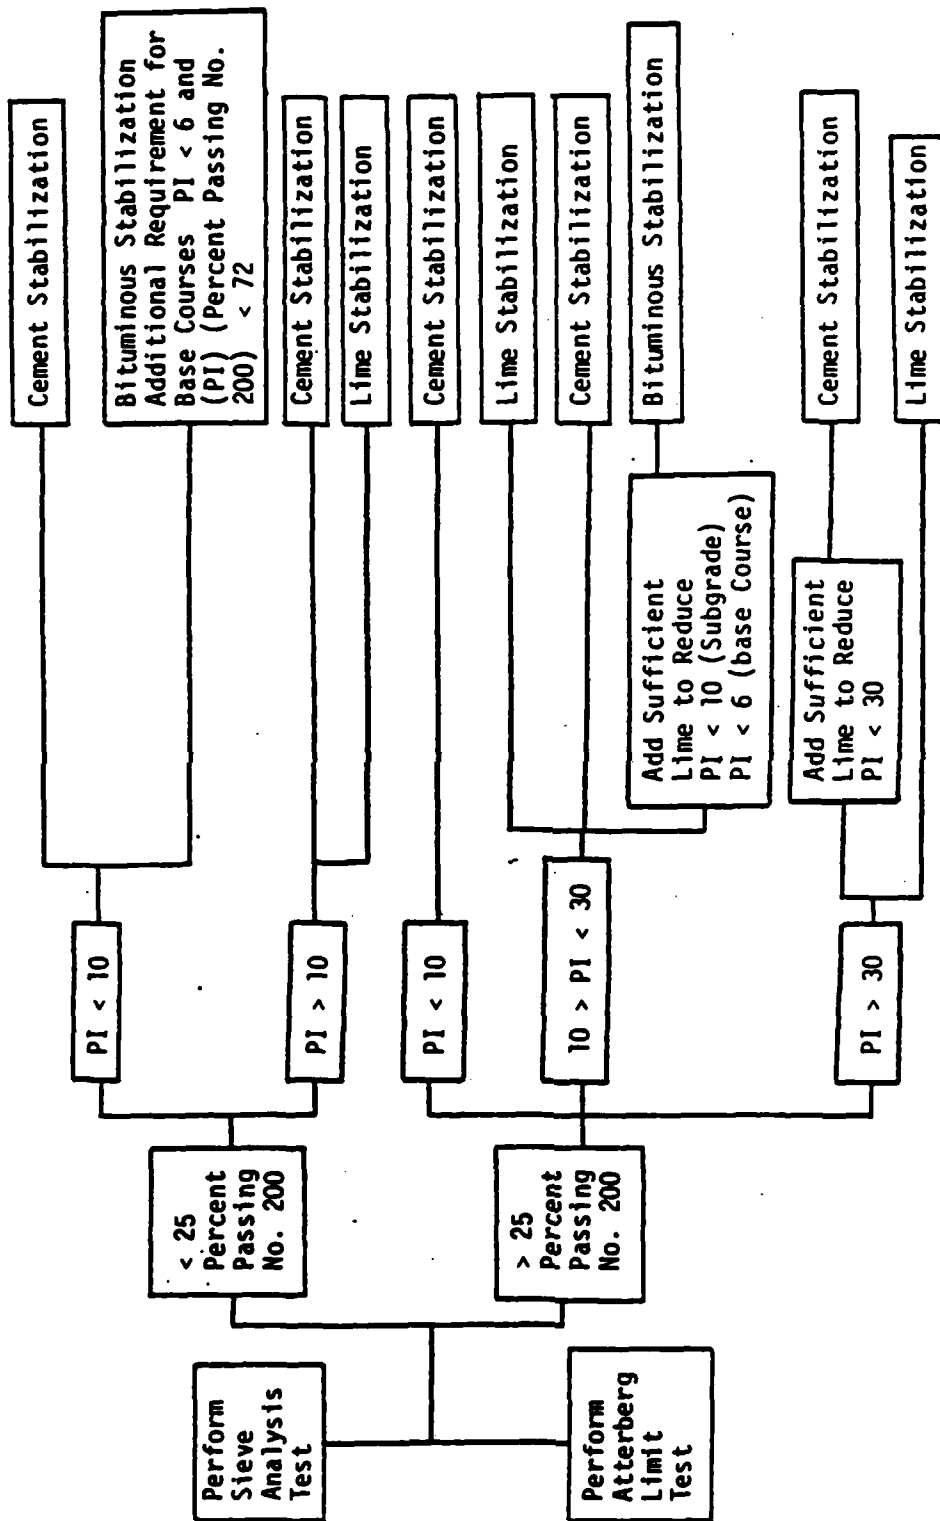 Perform
Sieve
Analysis
Test
Perform
Atterberg
Limit
Test
< 25
Percent
Passing
No. 200
> 25
Percent
Passing
No. 200
PI < 10
PI > 10
PI < 10
10 > PI < 30
PI > 30
Add Sufficient
Lime to Reduce
PI < 10 (Subgrade)
PI < 6 (base Course)
Add Sufficient
Lime to Reduce
PI < 30
Cement Stabilization
Bituminous Stabilization
Additional Requirement for
Base Courses PI < 6 and
(PI) (Percent Passing No.
200) < 72
Cement Stabilization
Lime Stabilization
Cement Stabilization
Lime Stabilization
Cement Stabilization
Bituminous Stabilization
Cement Stabilization
Lime Stabilization